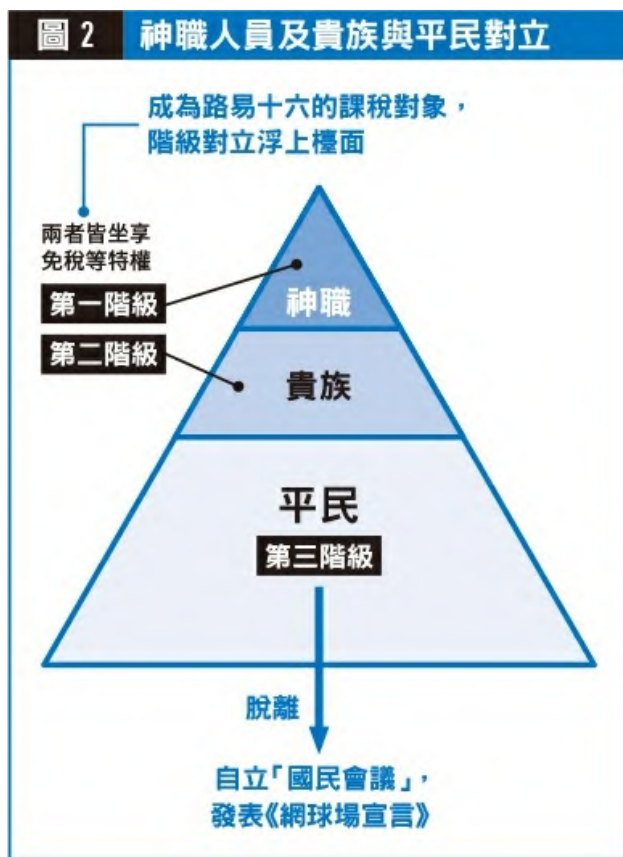 圖 2 神職人員及貴族與平民對立
成為路易十六的課稅對象，
階級對立浮上檯面
兩者皆坐享
免稅等特權
第一階級
神職
第二階級
貴族
平民
第三階級
脫離
自立「國民會議」，
發表《網球場宣言》